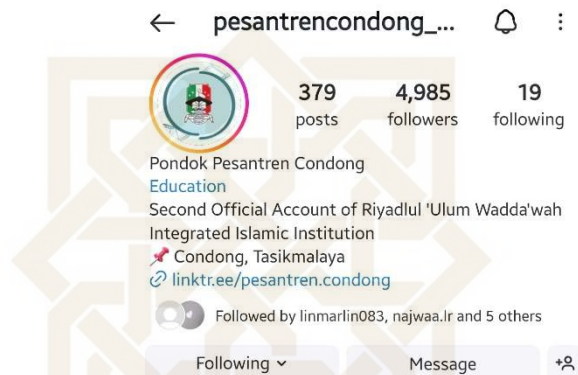 pesantrencondong_...
379 4,985 19
posts followers following
Pondok Pesantren Condong
Education
Second Official Account of Riyadlul 'Ulum Wadda'wah
Integrated Islamic Institution
📌 Condong, Tasikmalaya
linktr.ee/pesantren.condong
Followed by linmarlin083, najwaa.lr and 5 others
Following Message